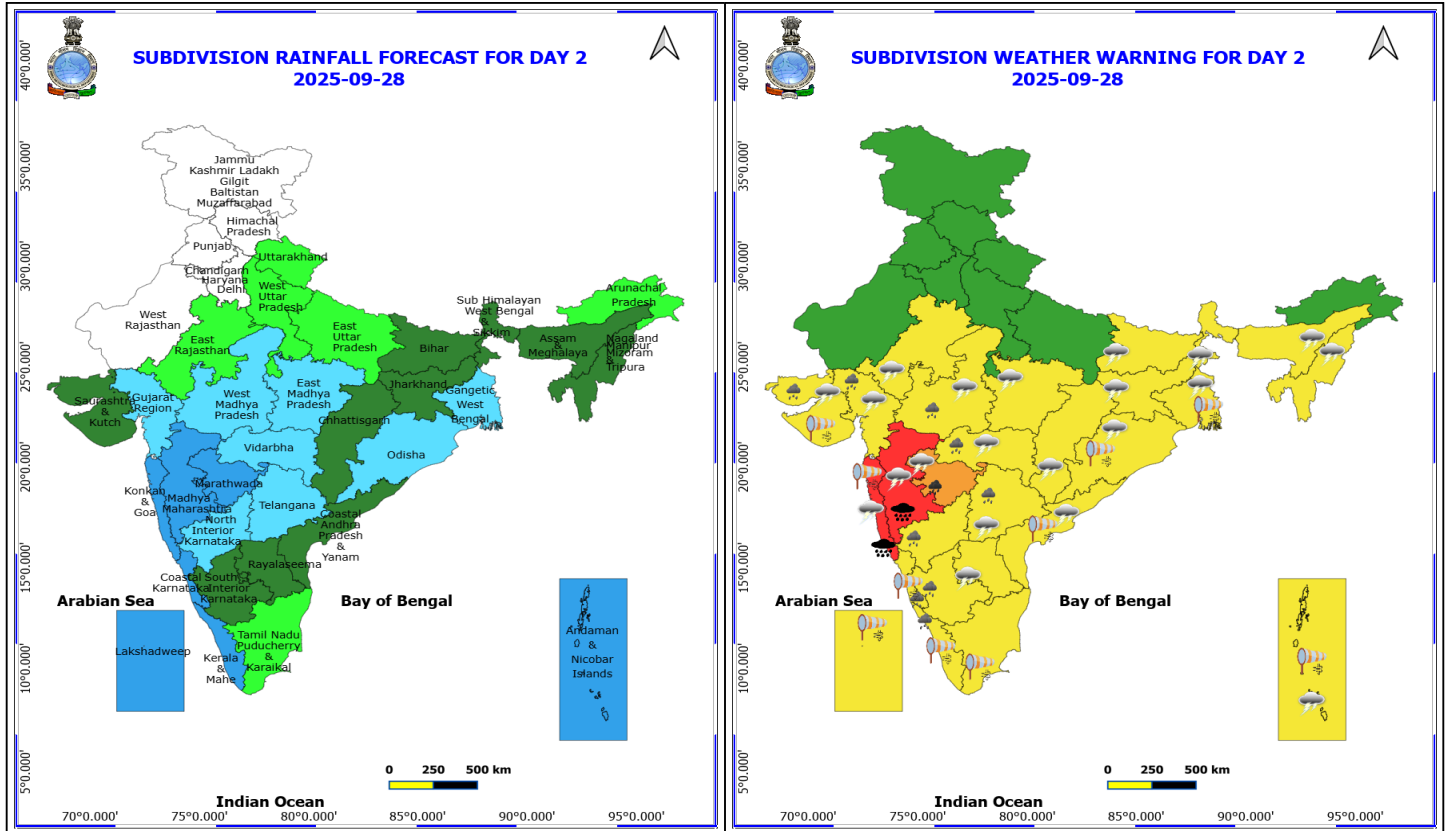 SUBDIVISION RAINFALL FORECAST FOR DAY 2
2025-09-28
40°0.000'
35°0.000'
30°0.000'
25°0.000'
20°0.000'
15°0.000'
10°0.000'
5°0.000'
Jammu
Kashmir Ladakh
Gilgit
Baltistan
Muzaffarabad
Himachal
Pradesh
Punjab
Uttarakhand
Chandigarh
Haryana
Delhi
West
Uttar
Pradesh
West
Rajasthan
East
Rajasthan
East
Uttar
Pradesh
Sub Himalayan
West Bengal
&
Sikkim
Arunachal
Pradesh
Assam
&
Meghalaya
Nagaland
Manipur
Mizoram
&
Tripura
Bihar
Jharkhand
Gangetic
West
Bengal
Saurashtra
&
Kutch
Gujarat
Region
West
Madhya
Pradesh
East
Madhya
Pradesh
Chhattisgarh
Vidarbha
Odisha
Konkan
&
Goa
Madhya
Maharashtra
Marathwada
Telangana
North
Interior
Karnataka
Coastal
Andhra
Pradesh
&
Yanam
Rayalaseema
Coastal
Karnataka
South
Interior
Karnataka
Arabian Sea
Bay of Bengal
Lakshadweep
Kerala
&
Mahe
Tamil Nadu
Puducherry
&
Karaikal
Andaman
&
Nicobar
Islands
0 250 500 km
Indian Ocean
70°0.000' 75°0.000' 80°0.000' 85°0.000' 90°0.000' 95°0.000'
SUBDIVISION WEATHER WARNING FOR DAY 2
2025-09-28
40°0.000'
35°0.000'
30°0.000'
25°0.000'
20°0.000'
15°0.000'
10°0.000'
5°0.000'
Arabian Sea
Bay of Bengal
0 250 500 km
Indian Ocean
70°0.000' 75°0.000' 80°0.000' 85°0.000' 90°0.000' 95°0.000'